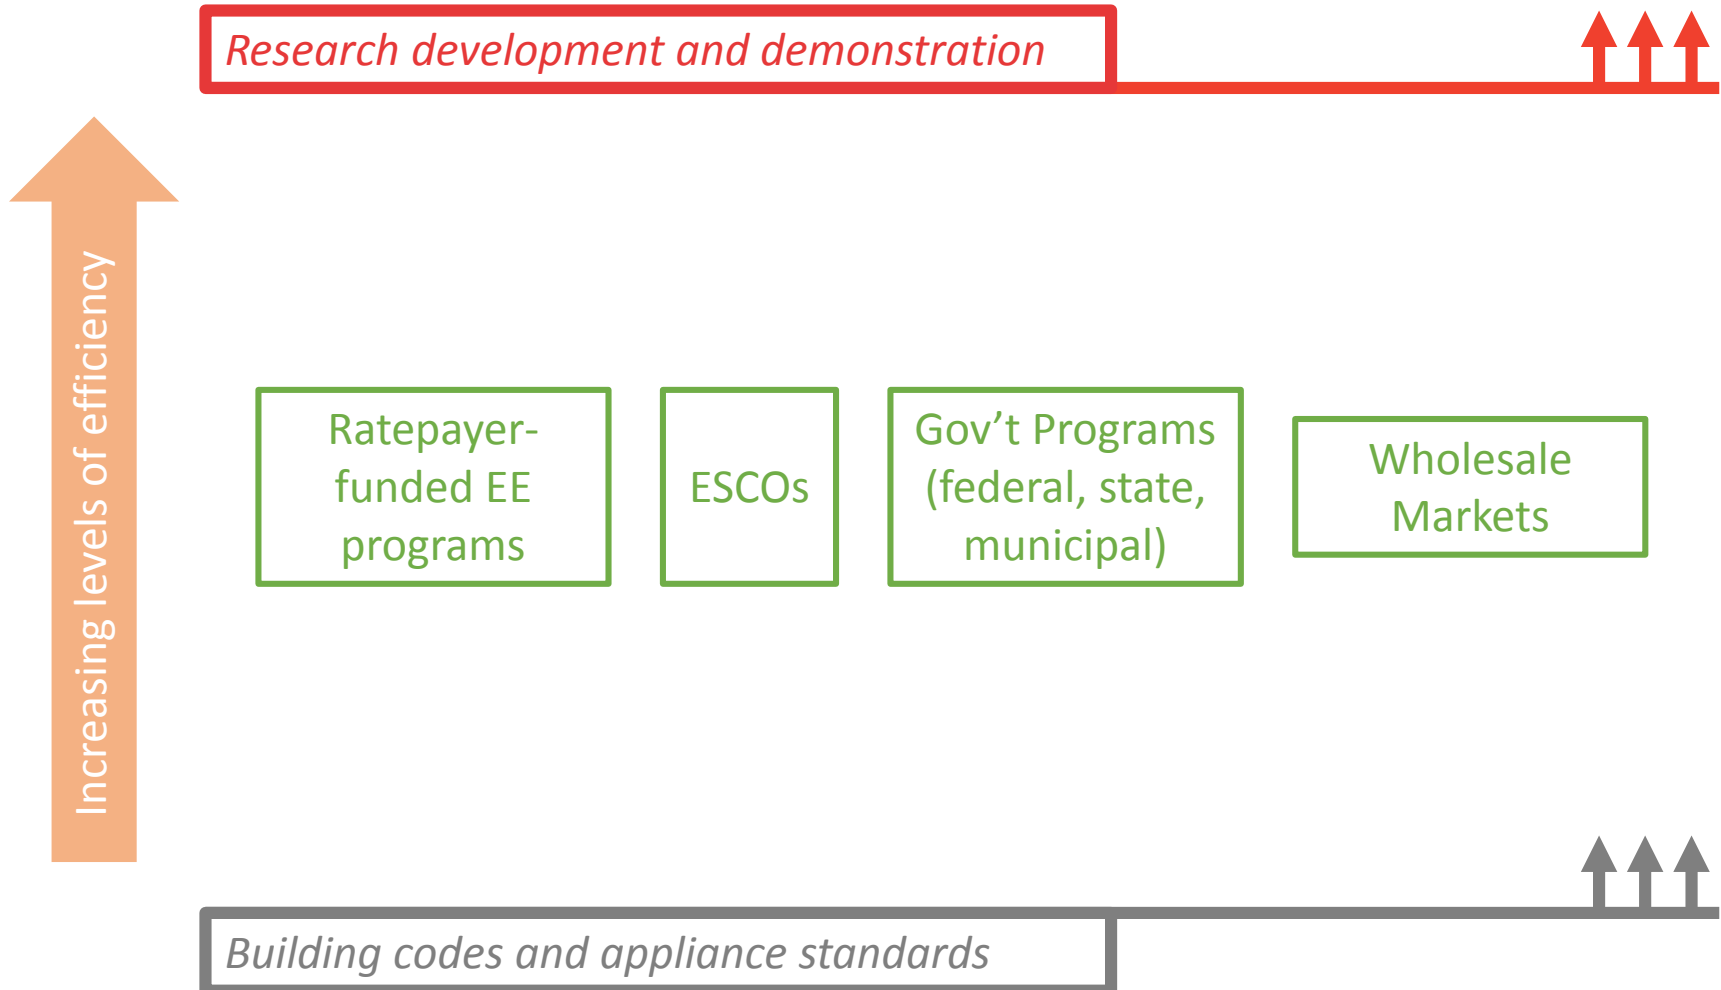 Research development and demonstration
Increasing levels of efficiency
Ratepayer-
funded EE
programs
ESCOs
Gov’t Programs
(federal, state,
municipal)
Wholesale
Markets
Building codes and appliance standards